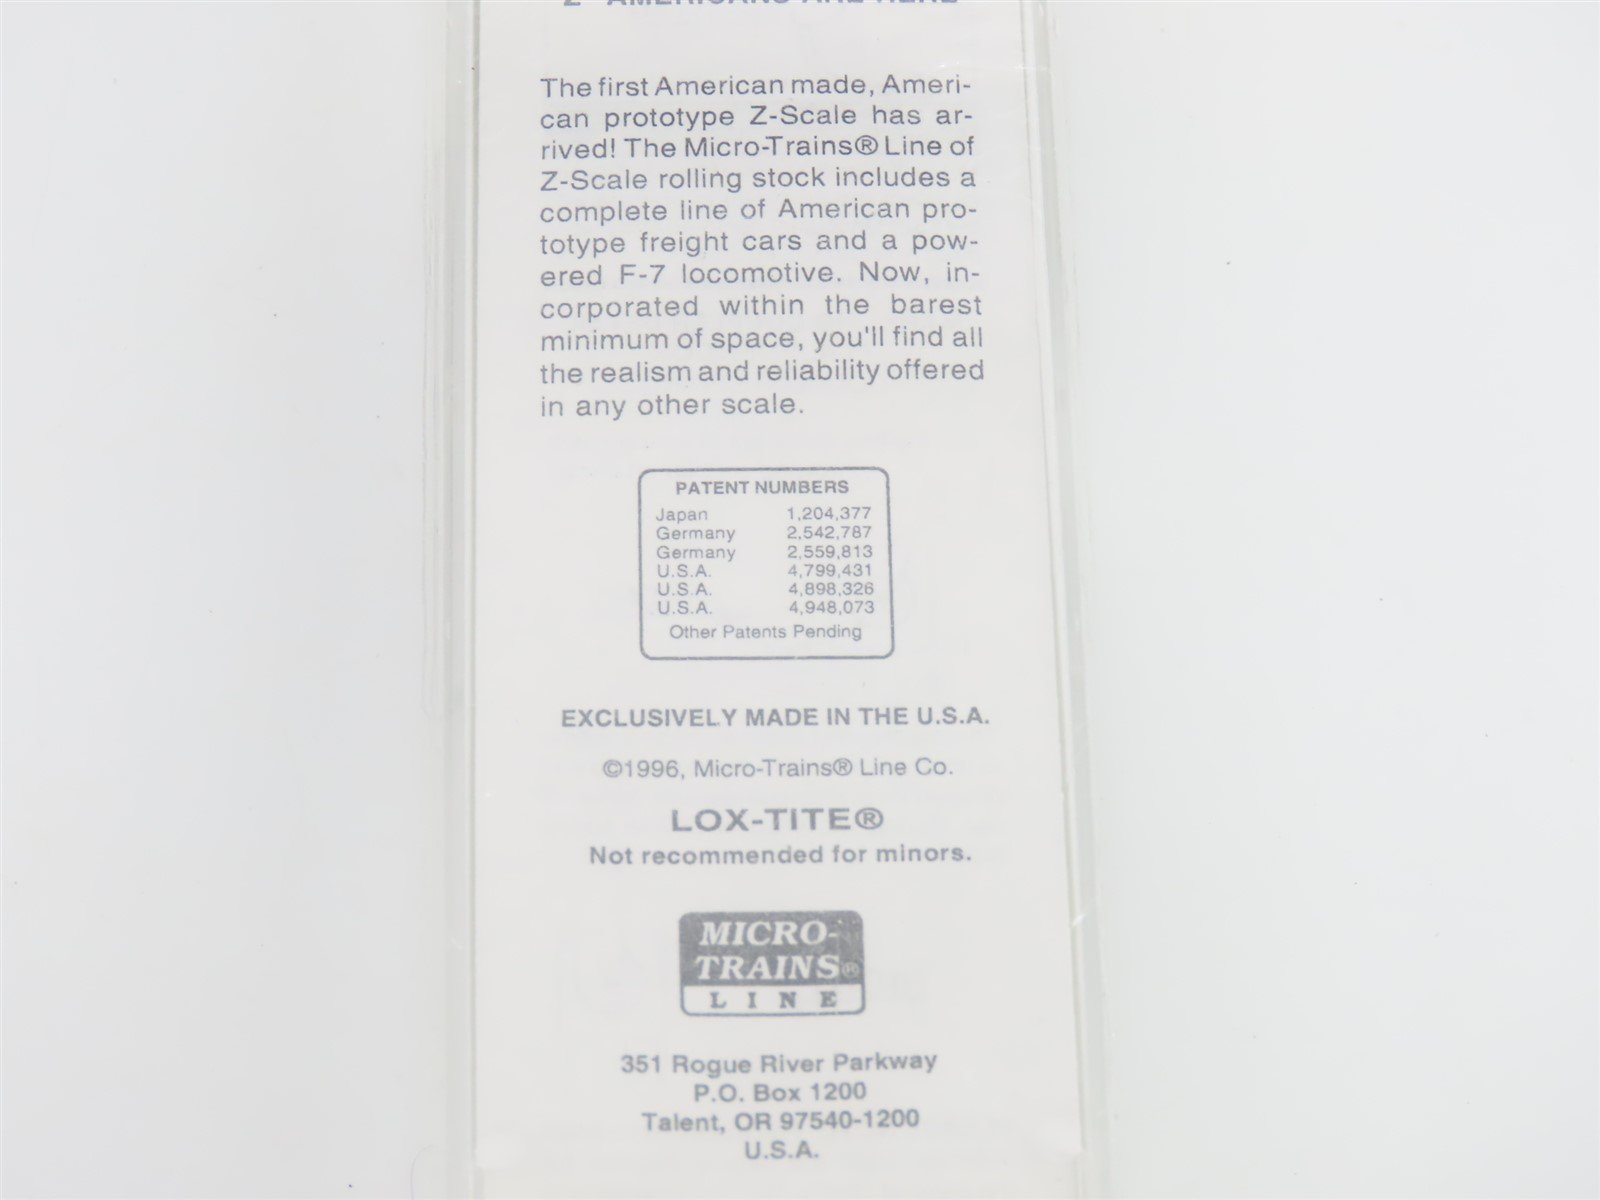 Z - AMERICANS ARE HERE
The first American made, Ameri-
can prototype Z-Scale has ar-
rived! The Micro-Trains® Line of
Z-Scale rolling stock includes a
complete line of American pro-
totype freight cars and a pow-
ered F-7 locomotive. Now, in-
corporated within the barest
minimum of space, you'll find all
the realism and reliability offered
in any other scale.
PATENT NUMBERS
Japan 1,204,377
Germany 2,542,787
Germany 2,559,813
U.S.A. 4,799,431
U.S.A. 4,898,326
U.S.A. 4,948,073
Other Patents Pending
EXCLUSIVELY MADE IN THE U.S.A.
©1996, Micro-Trains® Line Co.
LOX-TITE®
Not recommended for minors.
MICRO-
TRAINS®
LINE
351 Rogue River Parkway
P.O. Box 1200
Talent, OR 97540-1200
U.S.A.